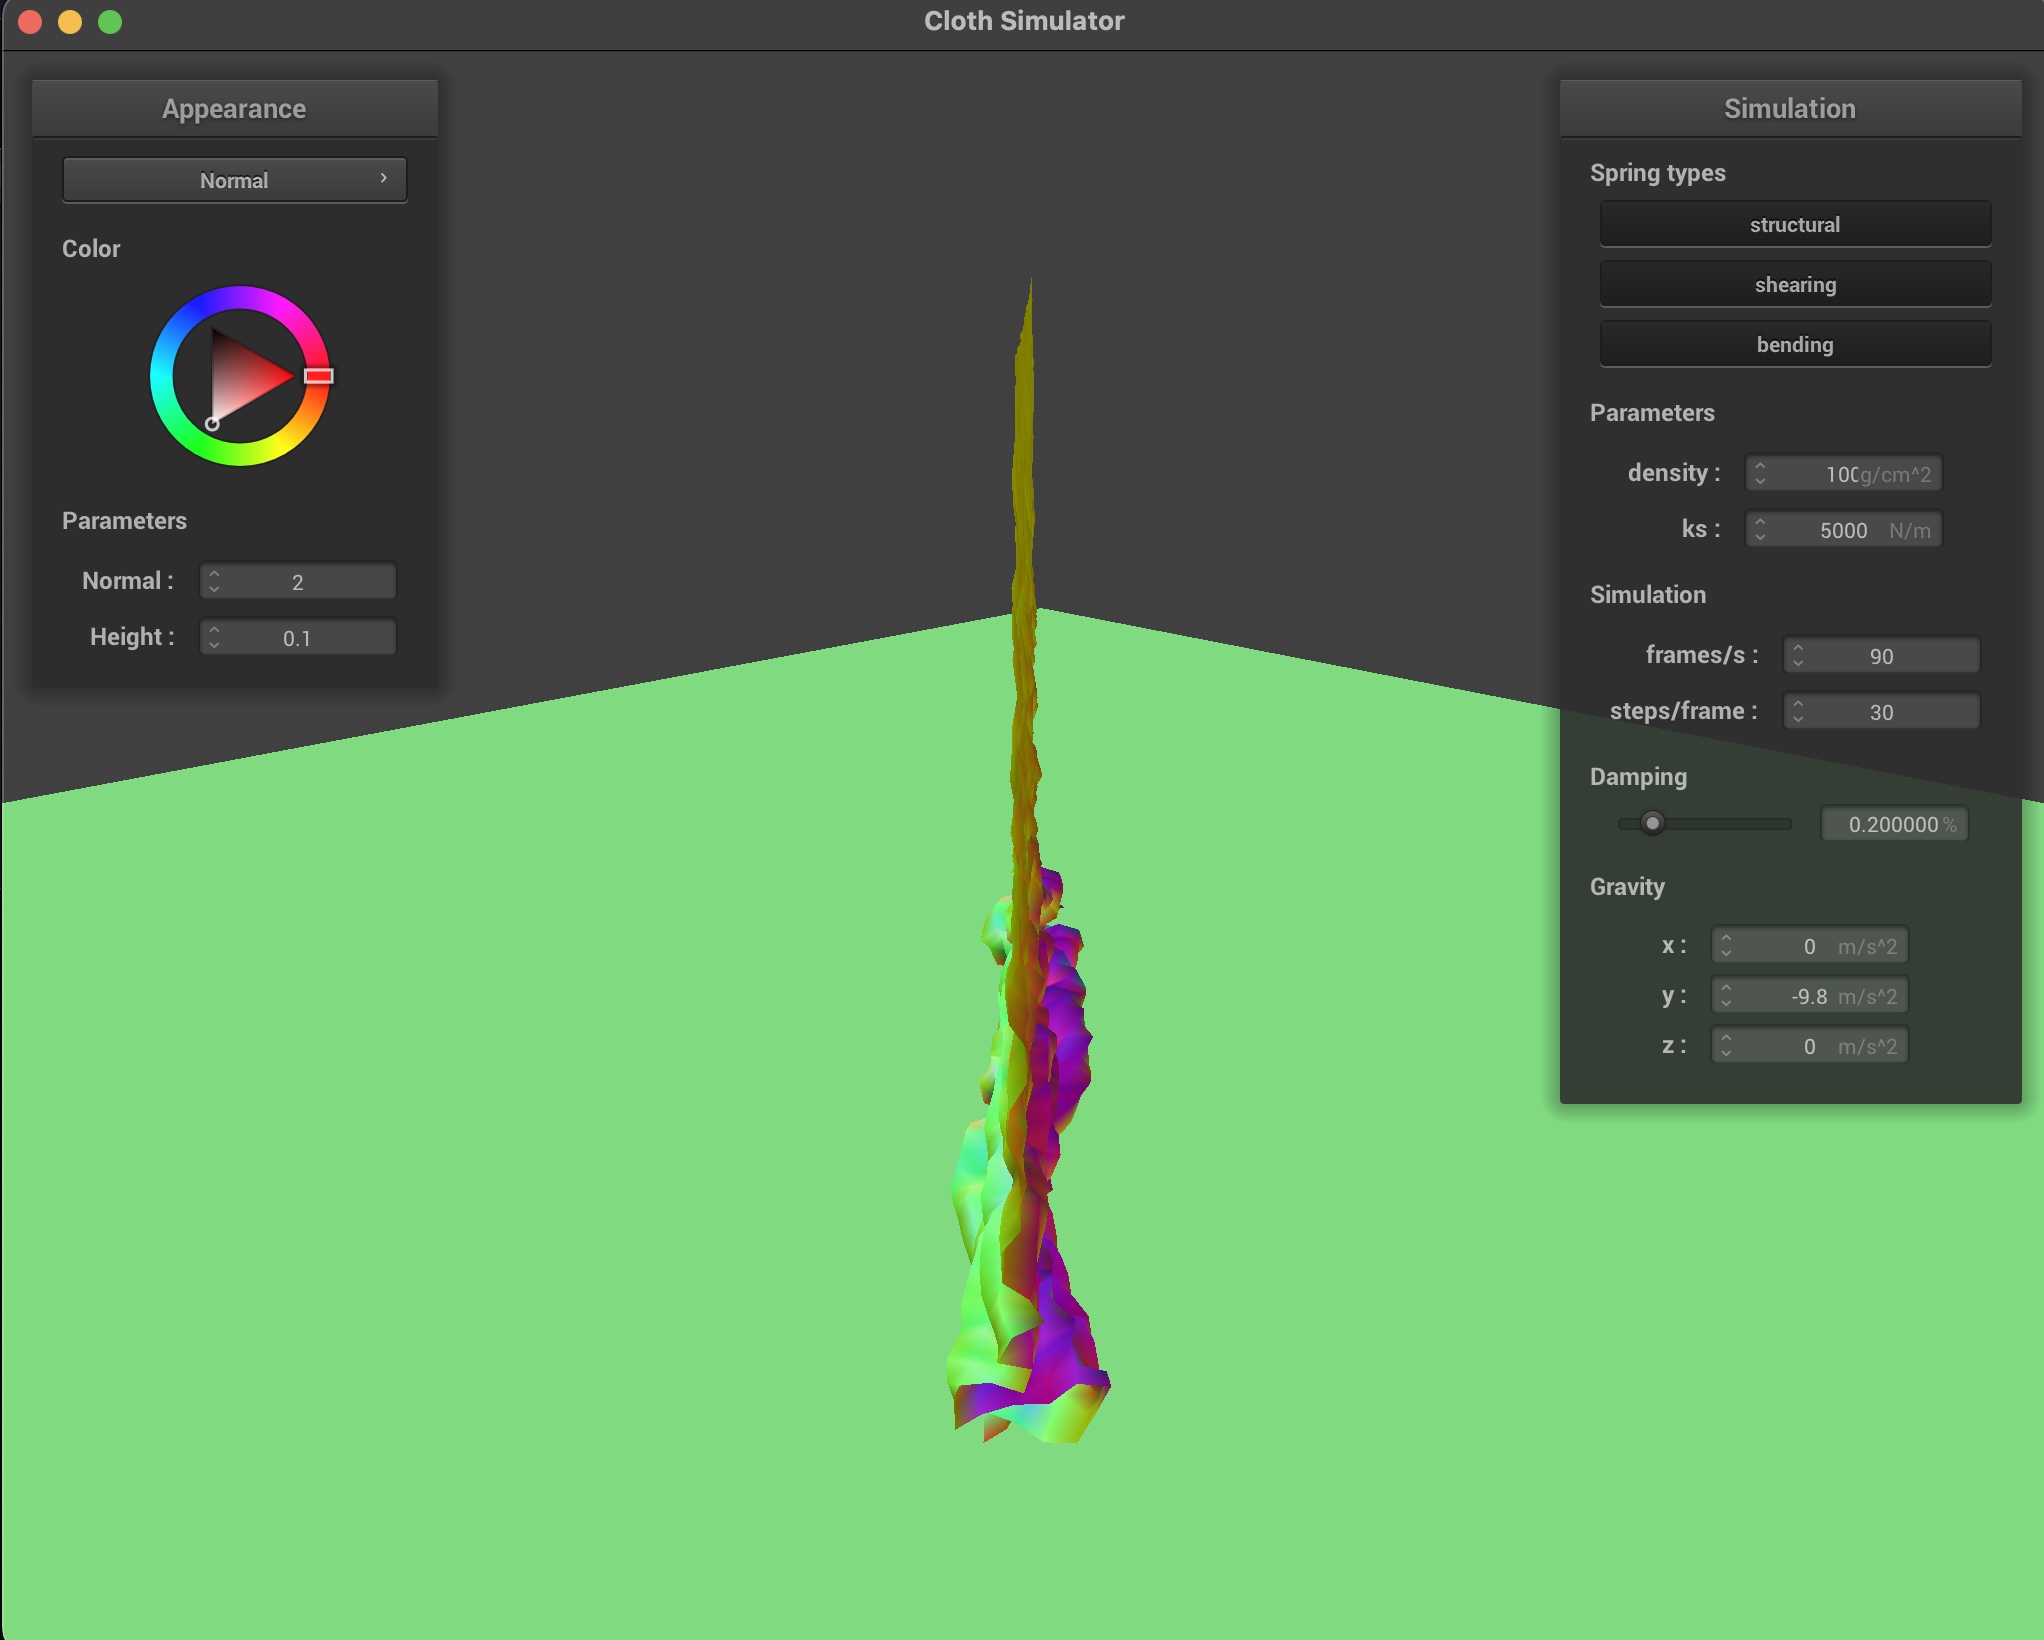 Cloth Simulator
Appearance
Normal
Color
Parameters
Normal : 2
Height : 0.1
Simulation
Spring types
structural
shearing
bending
Parameters
density : 100 g/cm^2
ks : 5000 N/m
Simulation
frames/s : 90
steps/frame : 30
Damping
0.200000 %
Gravity
x : 0 m/s^2
y : -9.8 m/s^2
z : 0 m/s^2